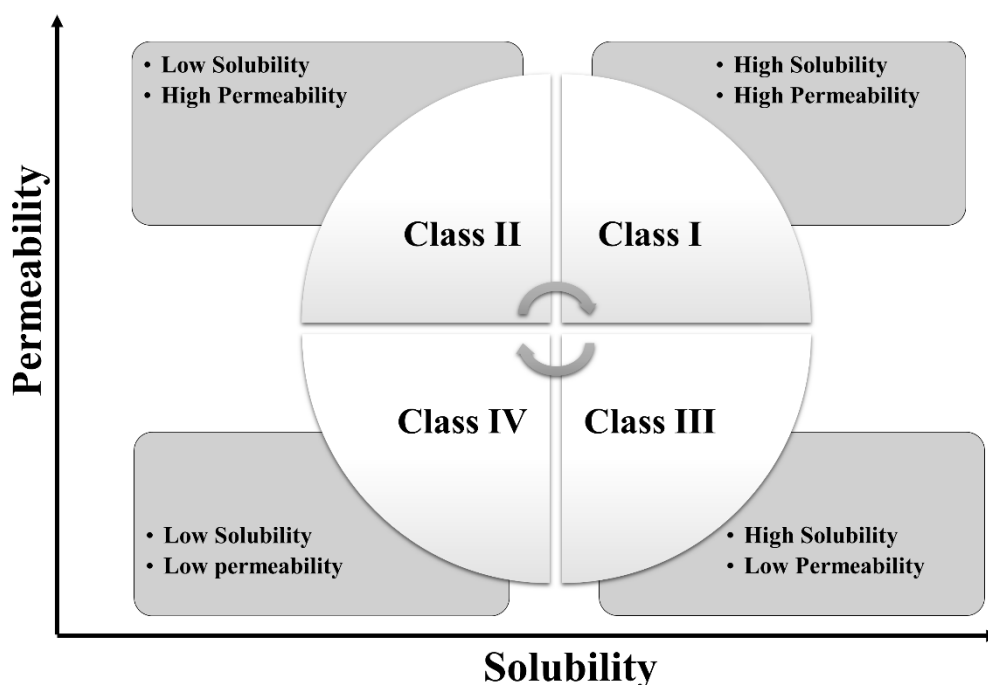 • Low Solubility
• High Permeability
• High Solubility
• High Permeability
Permeability
Class II
Class I
Class IV
Class III
• Low Solubility
• Low permeability
• High Solubility
• Low Permeability
Solubility